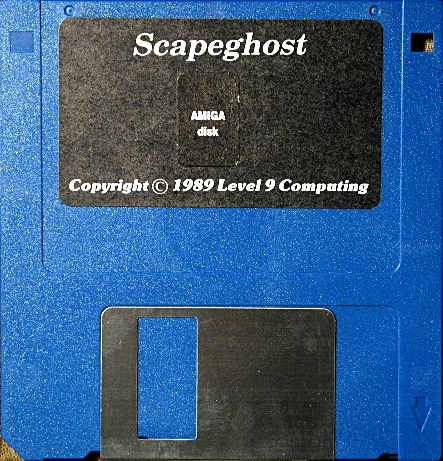 Scapeghost
AMIGA
disk
Copyright © 1989 Level 9 Computing